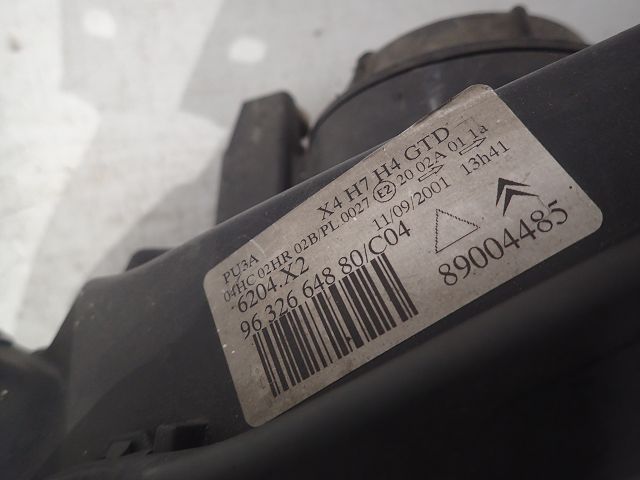 X4 H7 H4 GTD
PU3A
04HC 02HR 02B/PL 0027 E2 20 02A 01 1a
6204.X2 11/09/2001 13h41
96 326 648 80/C04
89004485